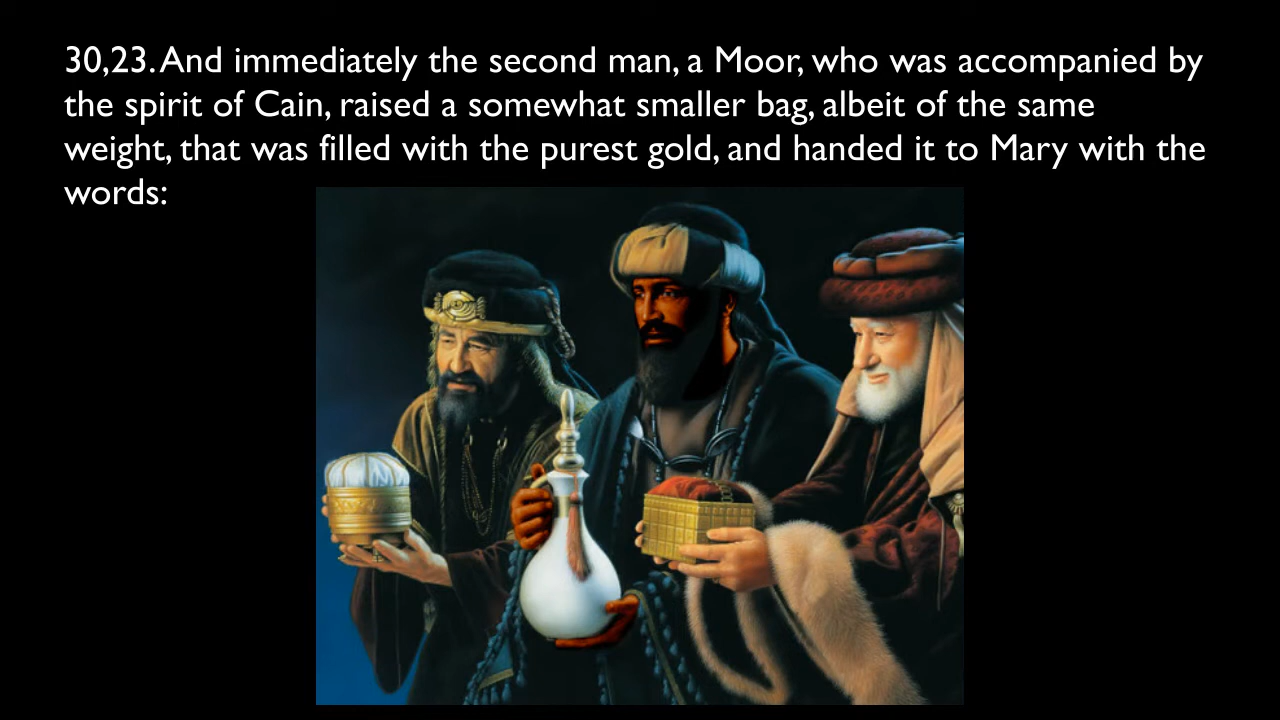 30,23. And immediately the second man, a Moor, who was accompanied by
the spirit of Cain, raised a somewhat smaller bag, albeit of the same
weight, that was filled with the purest gold, and handed it to Mary with the
words: